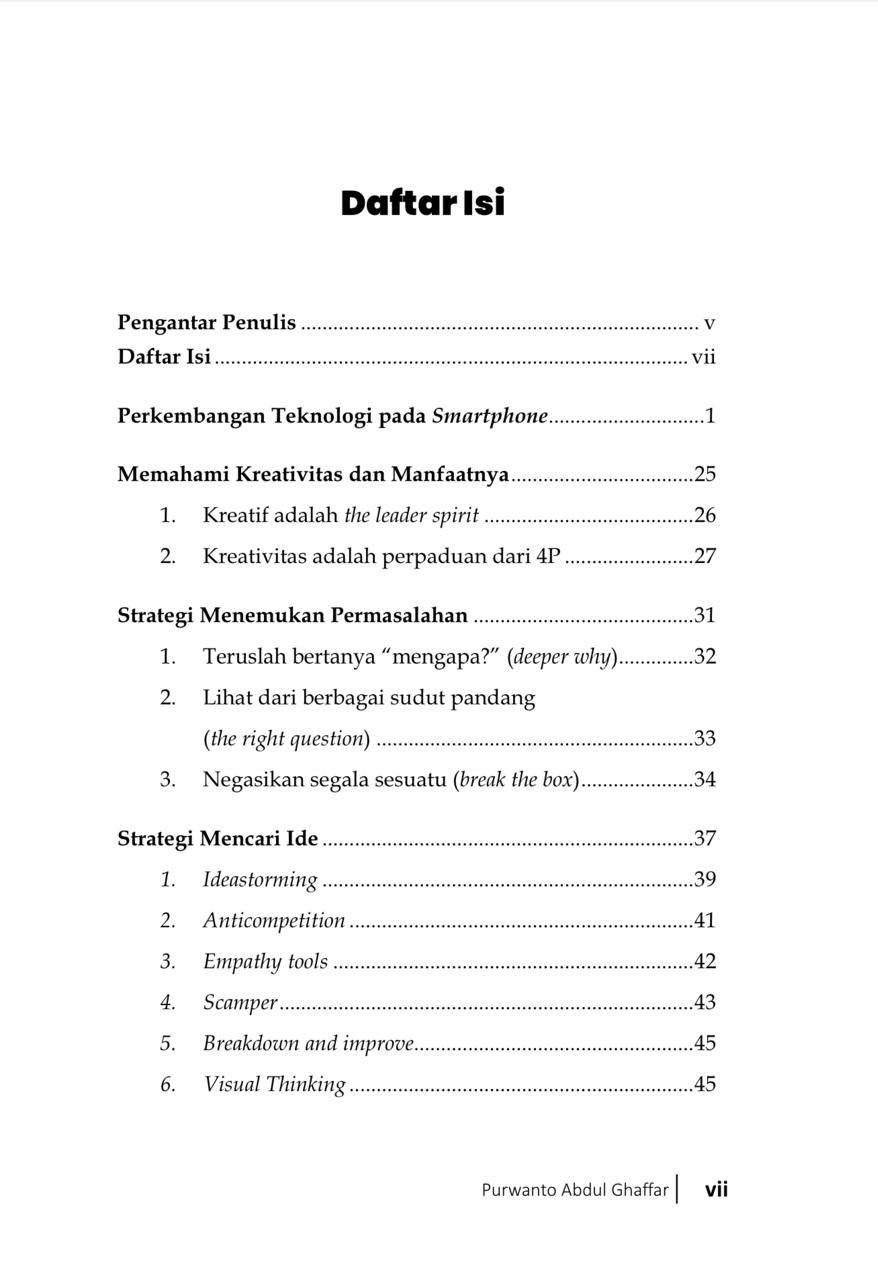 Daftar Isi
Pengantar Penulis ........................................................................... v
Daftar Isi ......................................................................................... vii
Perkembangan Teknologi pada Smartphone.............................1
Memahami Kreativitas dan Manfaatnya..................................25
1. Kreatif adalah the leader spirit .......................................26
2. Kreativitas adalah perpaduan dari 4P ........................27
Strategi Menemukan Permasalahan .........................................31
1. Teruslah bertanya “mengapa?” (deeper why)..............32
2. Lihat dari berbagai sudut pandang
(the right question) ...........................................................33
3. Negasikan segala sesuatu (break the box).....................34
Strategi Mencari Ide .....................................................................37
1. Ideastorming .....................................................................39
2. Anticompetition ................................................................41
3. Empathy tools ...................................................................42
4. Scamper.............................................................................43
5. Breakdown and improve....................................................45
6. Visual Thinking ................................................................45
Purwanto Abdul Ghaffar | vii